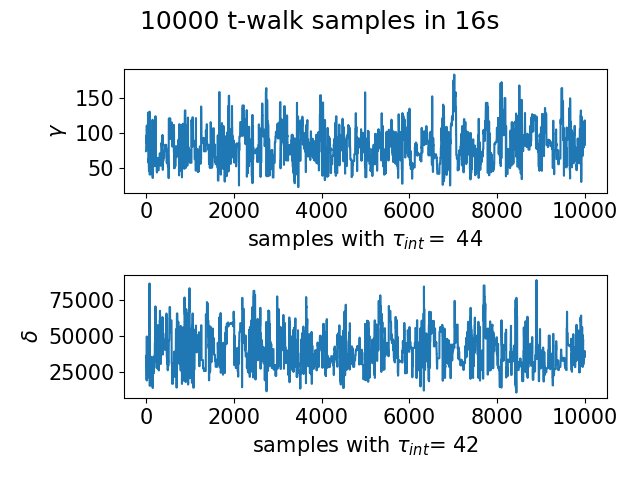 10000 t-walk samples in 16s
150
100
50
γ
0 2000 4000 6000 8000 10000
samples with τ_int = 44
75000
50000
25000
δ
0 2000 4000 6000 8000 10000
samples with τ_int= 42